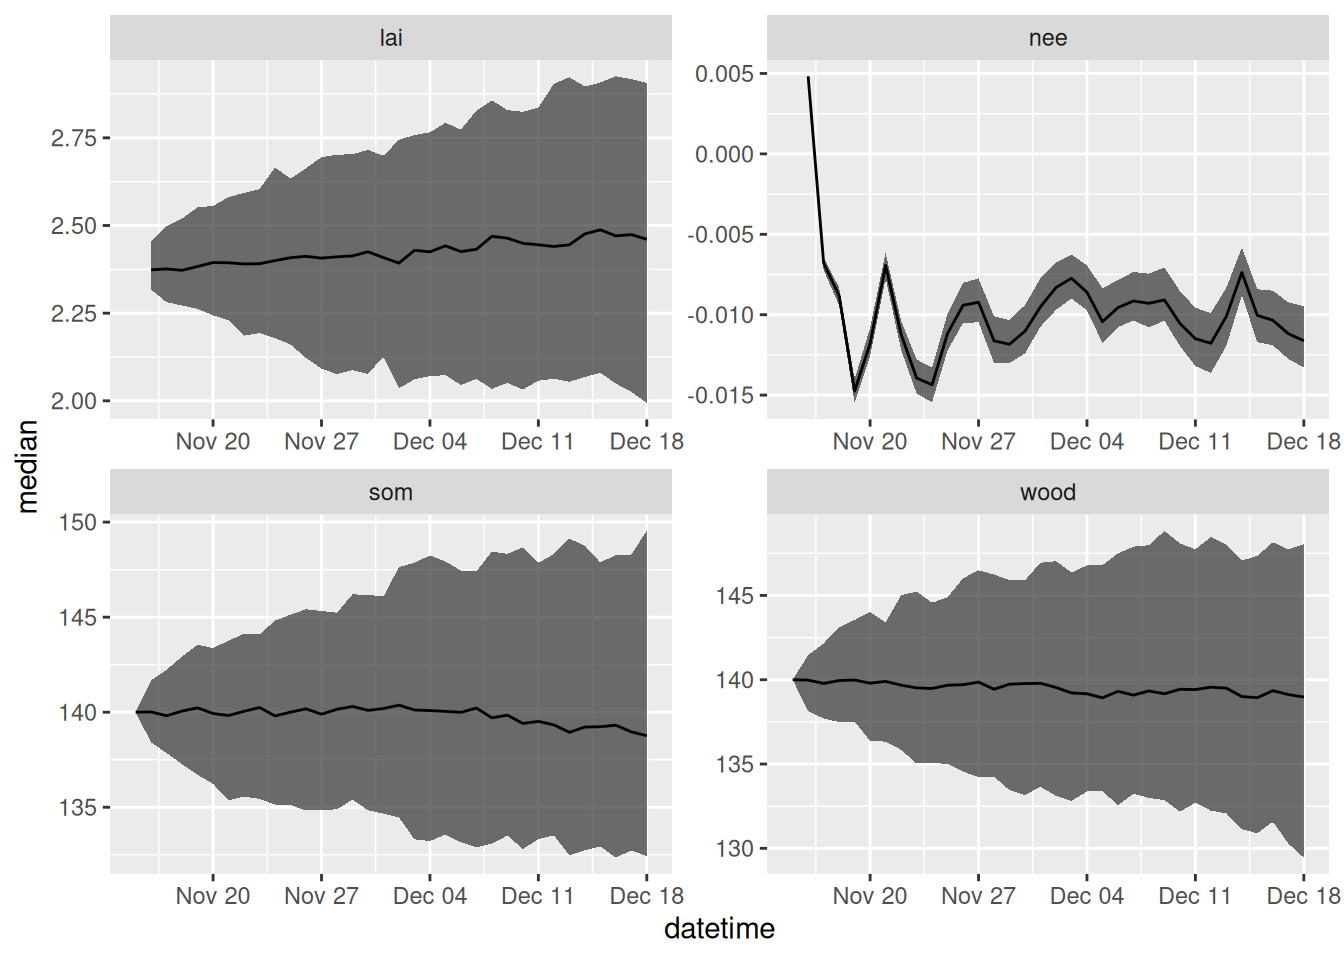 lai
nee
2.75
2.50
2.25
2.00
0.005
0.000
-0.005
-0.010
-0.015
Nov 20 Nov 27 Dec 04 Dec 11 Dec 18
Nov 20 Nov 27 Dec 04 Dec 11 Dec 18
median
som
wood
150
145
140
135
145
140
135
130
Nov 20 Nov 27 Dec 04 Dec 11 Dec 18
Nov 20 Nov 27 Dec 04 Dec 11 Dec 18
datetime